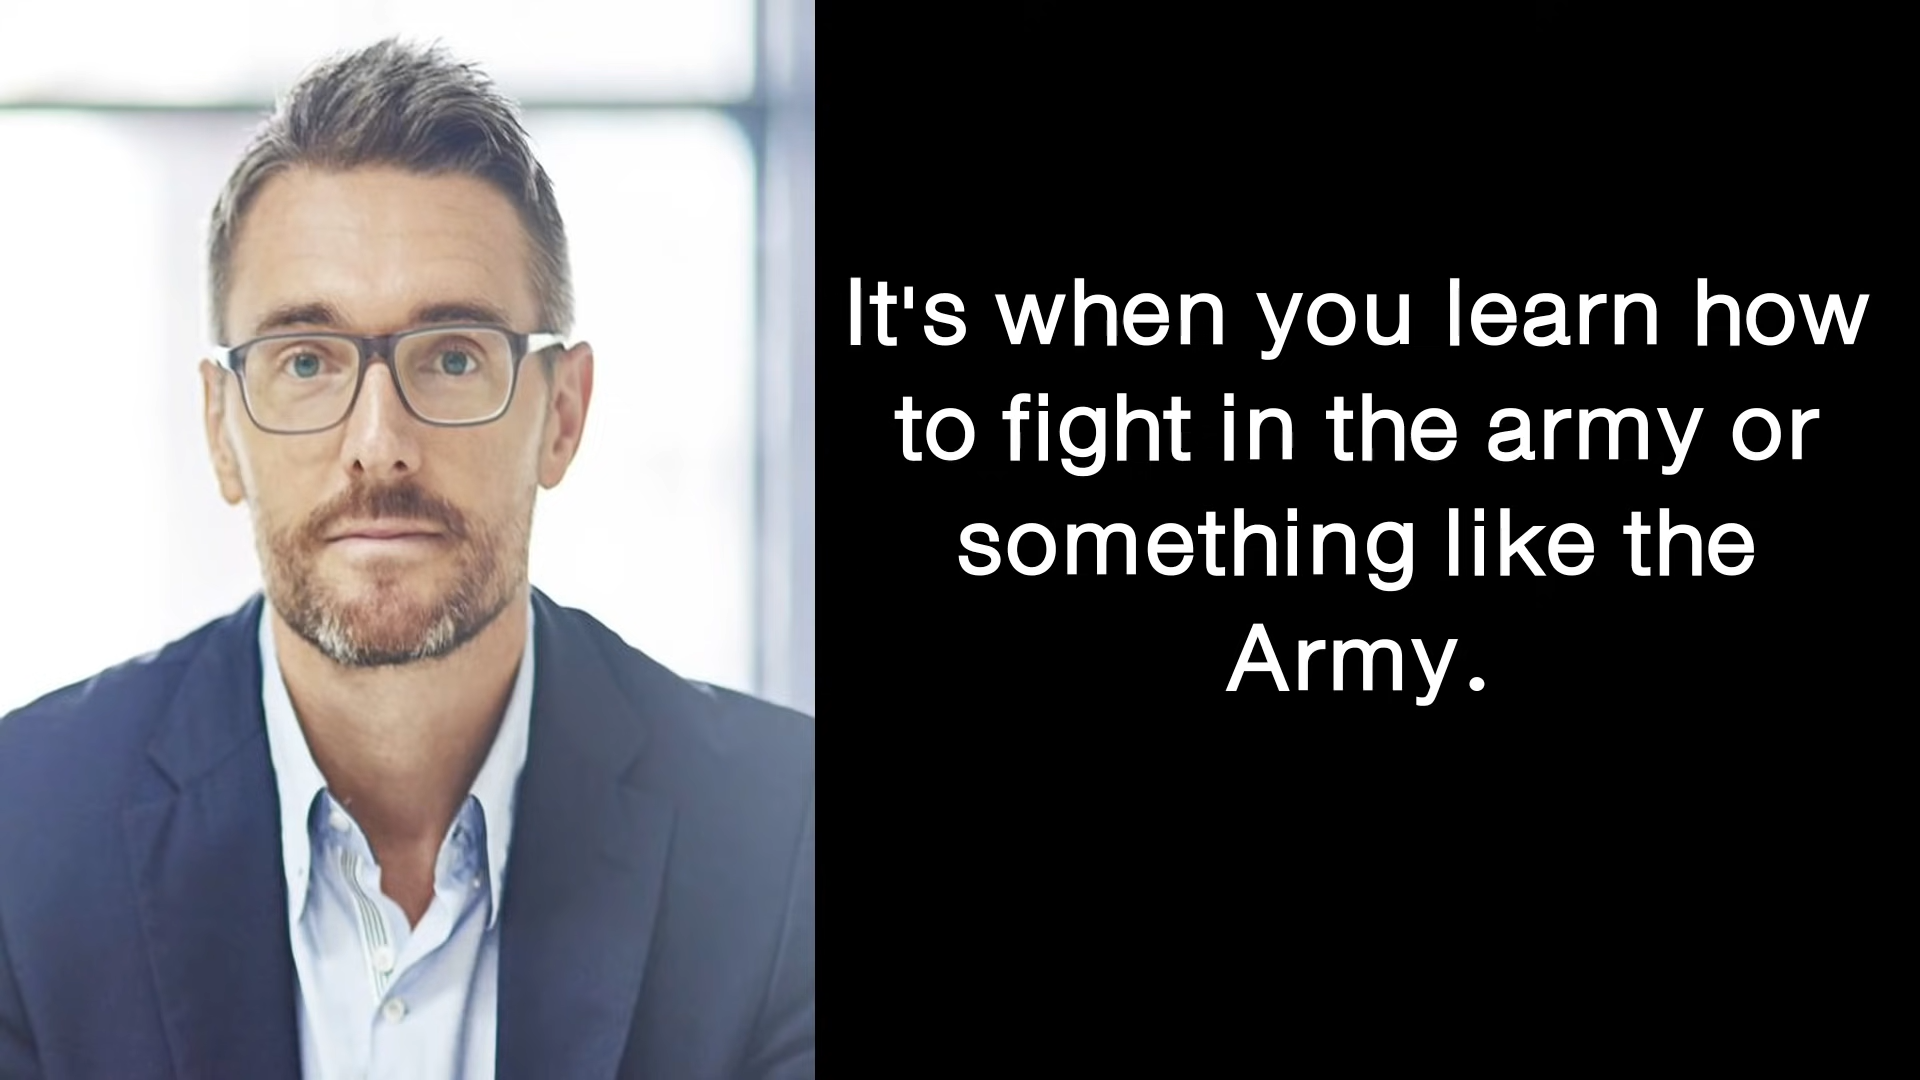 It's when you learn how
to fight in the army or
something like the
Army.